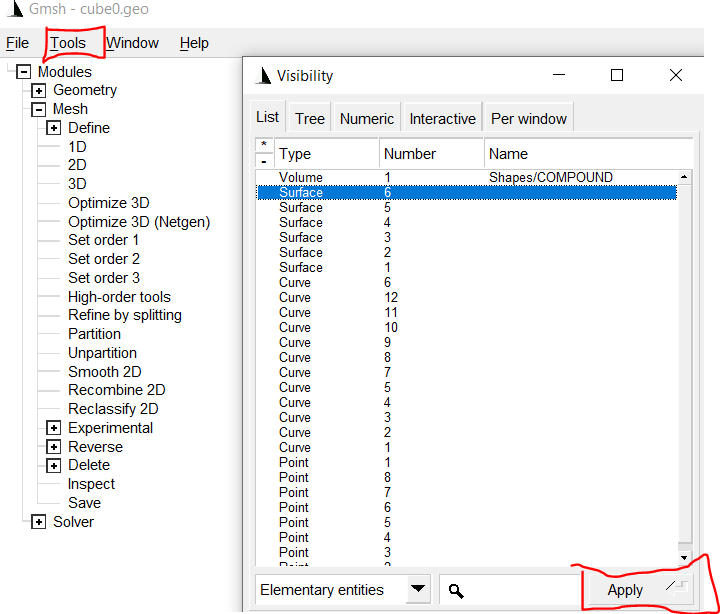 Gmsh - cube0.geo
File Tools Window Help
Modules
Geometry
Mesh
Define
1D
2D
3D
Optimize 3D
Optimize 3D (Netgen)
Set order 1
Set order 2
Set order 3
High-order tools
Refine by splitting
Partition
Unpartition
Smooth 2D
Recombine 2D
Reclassify 2D
Experimental
Reverse
Delete
Inspect
Save
Solver
Visibility
List Tree Numeric Interactive Per window
* - Type Number Name
Volume 1 Shapes/COMPOUND
Surface 6
Surface 5
Surface 4
Surface 3
Surface 2
Surface 1
Curve 6
Curve 12
Curve 11
Curve 10
Curve 9
Curve 8
Curve 7
Curve 5
Curve 4
Curve 3
Curve 2
Curve 1
Point 1
Point 8
Point 7
Point 6
Point 5
Point 4
Point 3
Point 2
Elementary entities Apply